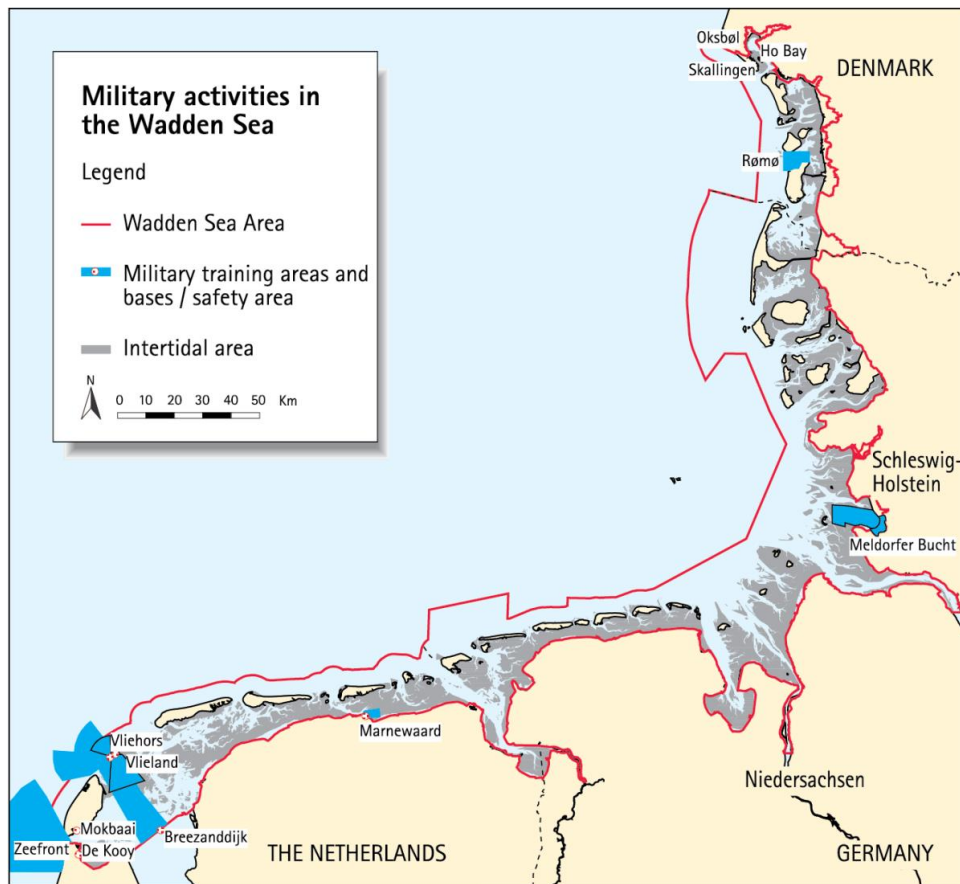 Military activities in
the Wadden Sea
Legend
Wadden Sea Area
Military training areas and
bases / safety area
Intertidal area
N
0 10 20 30 40 50 Km
Oksbøl
Ho Bay
Skallingen
DENMARK
Rømø
Schleswig-
Holstein
Meldorfer Bucht
Marnewaard
Vliehors
Vlieland
Niedersachsen
Mokbaai
Breezanddijk
Zeefront
De Kooy
THE NETHERLANDS
GERMANY